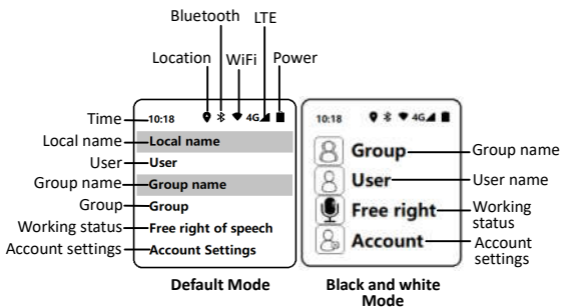 Bluetooth LTE
Location WiFi Power
Time
10:18 4G
10:18 4G
Local name
Local name
User
User
Group name
Group name
Group
Group
Working status
Free right of speech
Account settings
Account Settings
Group
Group name
User
User name
Free right
Working
status
Account
Account
settings
Default Mode
Black and white
Mode